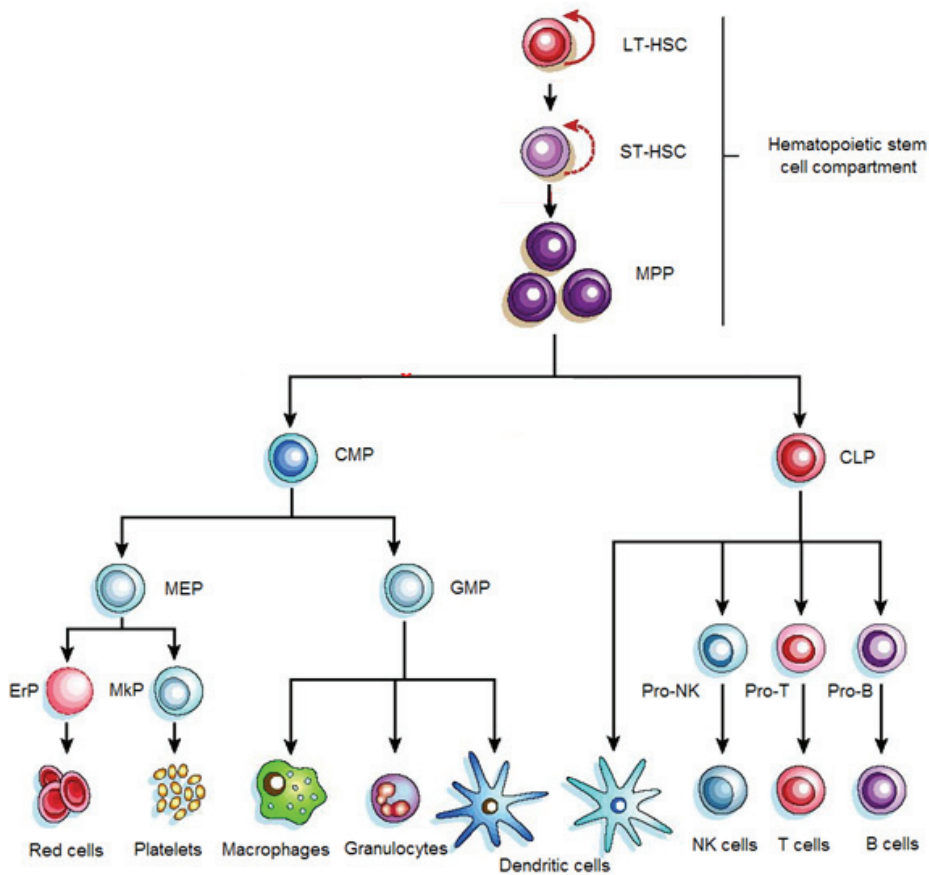 LT-HSC
ST-HSC
Hematopoietic stem
cell compartment
MPP
CMP
CLP
MEP
GMP
ErP
MkP
Pro-NK
Pro-T
Pro-B
Red cells
Platelets
Macrophages
Granulocytes
Dendritic cells
NK cells
T cells
B cells